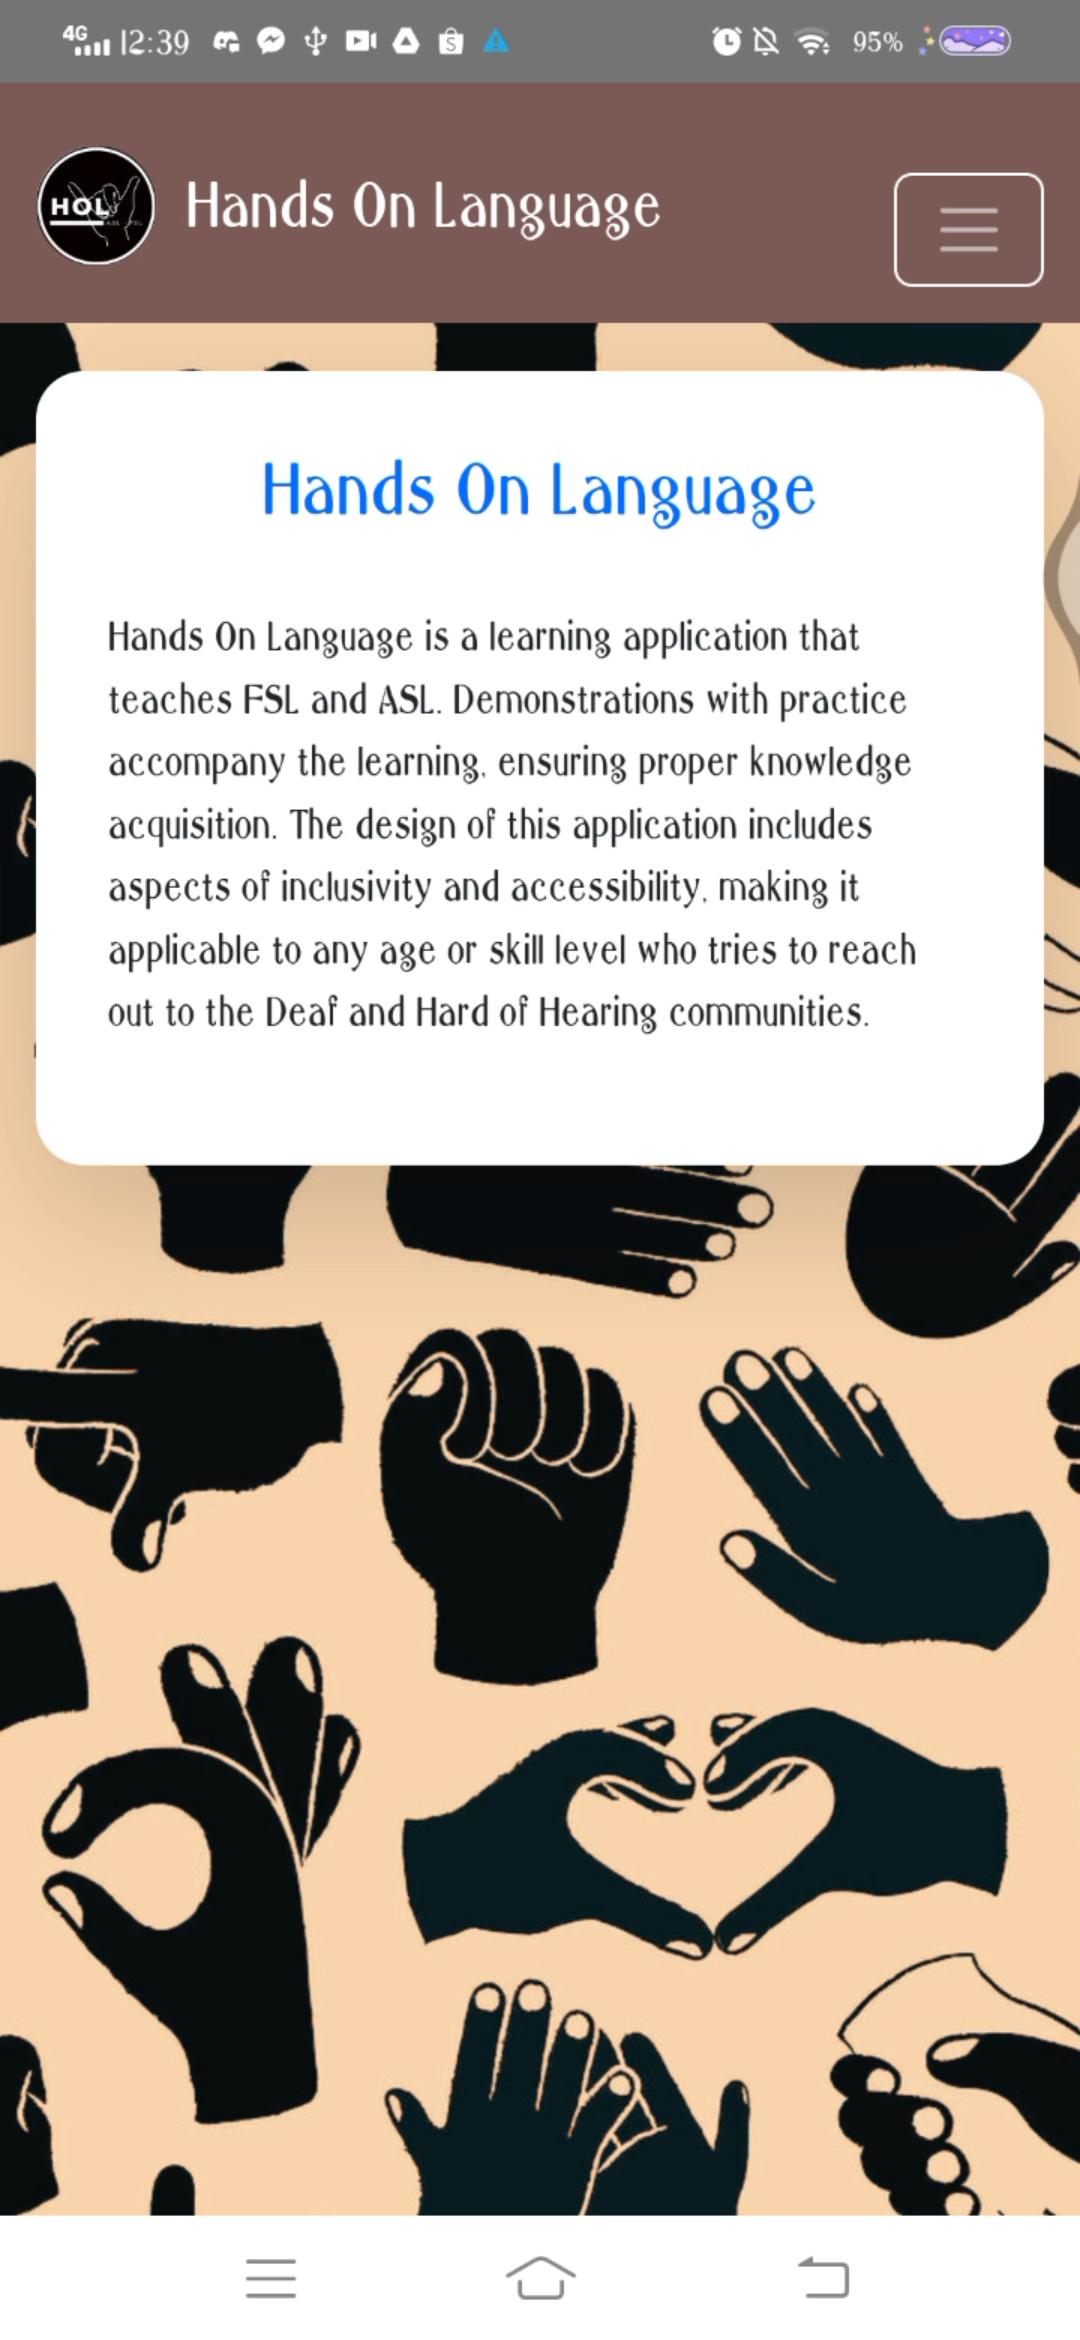 4G 12:39 95%
HOL
Hands On Language
Hands On Language
Hands On Language is a learning application that
teaches FSL and ASL. Demonstrations with practice
accompany the learning, ensuring proper knowledge
acquisition. The design of this application includes
aspects of inclusivity and accessibility, making it
applicable to any age or skill level who tries to reach
out to the Deaf and Hard of Hearing communities.